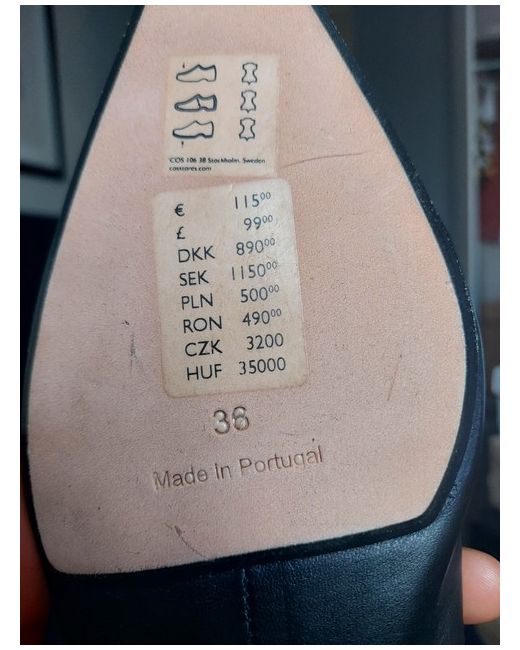 COS 106 38 Stockholm, Sweden
cosstores.com
€ 115⁰⁰
£ 99⁰⁰
DKK 890⁰⁰
SEK 1150⁰⁰
PLN 500⁰⁰
RON 490⁰⁰
CZK 3200
HUF 35000
38
Made In Portugal